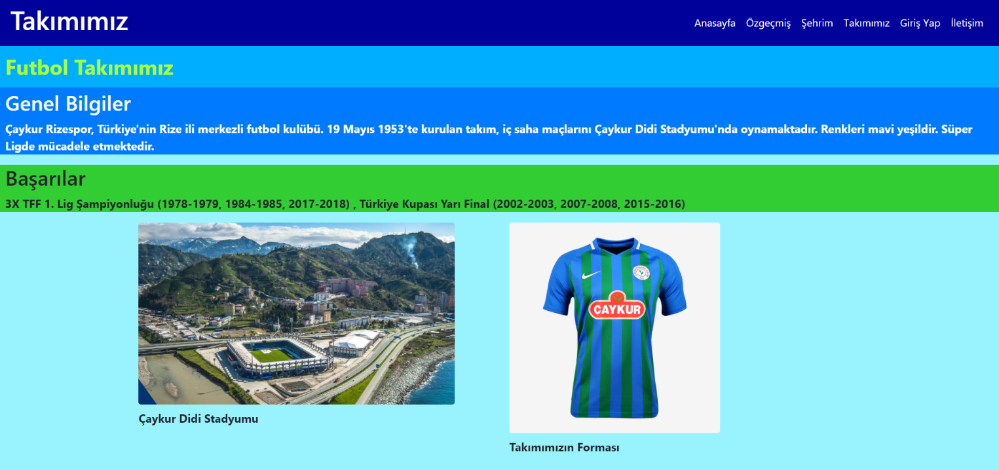 Takımımız
Anasayfa Özgeçmiş Şehrim Takımımız Giriş Yap İletişim
Futbol Takımımız
Genel Bilgiler
Çaykur Rizespor, Türkiye'nin Rize ili merkezli futbol kulübü. 19 Mayıs 1953'te kurulan takım, iç saha maçlarını Çaykur Didi Stadyumu'nda oynamaktadır. Renkleri mavi yeşildir. Süper
Ligde mücadele etmektedir.
Başarılar
3X TFF 1. Lig Şampiyonluğu (1978-1979, 1984-1985, 2017-2018) , Türkiye Kupası Yarı Final (2002-2003, 2007-2008, 2015-2016)
ÇAYKUR
Çaykur Didi Stadyumu
Takımımızın Forması